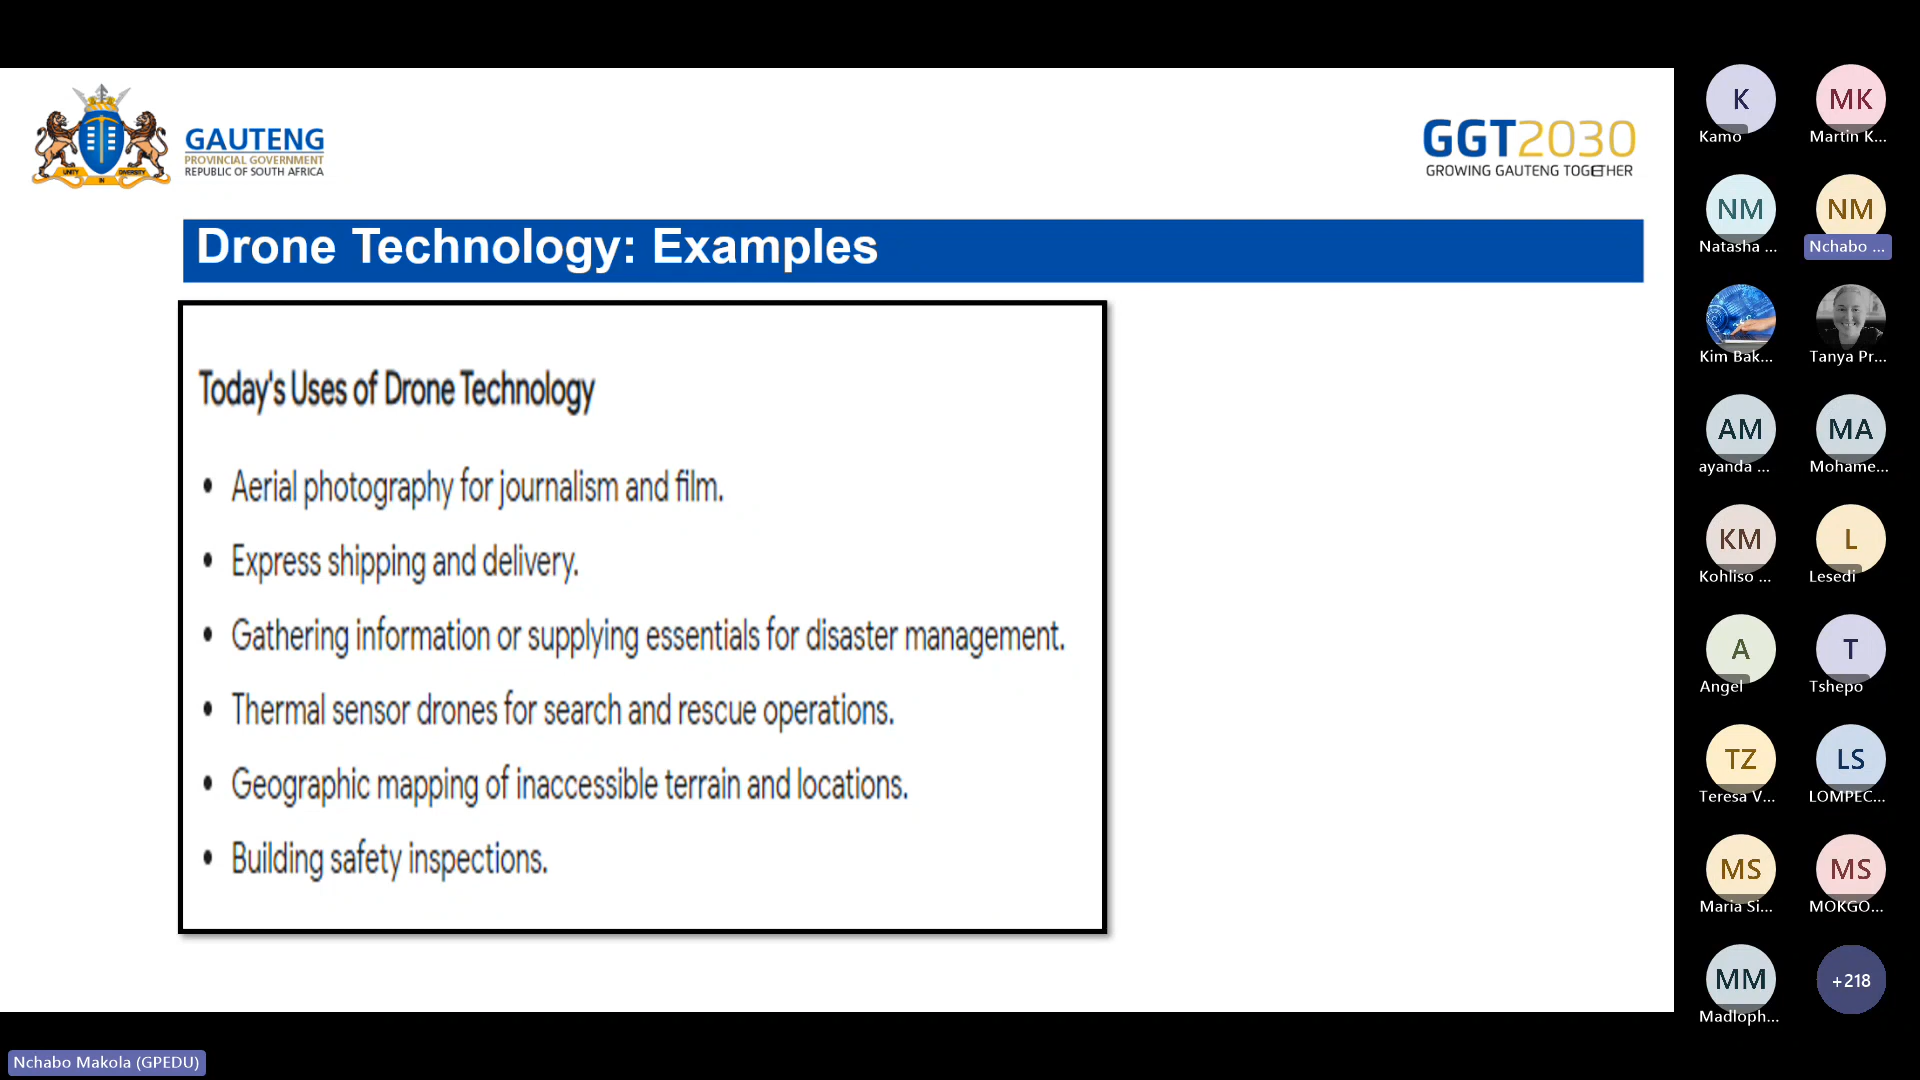 UNITY IN DIVERSITY
GAUTENG
PROVINCIAL GOVERNMENT
REPUBLIC OF SOUTH AFRICA
GGT2030
GROWING GAUTENG TOGETHER
Drone Technology: Examples
Today's Uses of Drone Technology
• Aerial photography for journalism and film.
• Express shipping and delivery.
• Gathering information or supplying essentials for disaster management.
• Thermal sensor drones for search and rescue operations.
• Geographic mapping of inaccessible terrain and locations.
• Building safety inspections.
K MK
Kamo Martin K...
NM NM
Natasha ... Nchabo ...
Kim Bak... Tanya Pr...
AM MA
ayanda ... Mohame...
KM L
Kohliso ... Lesedi
A T
Angel Tshepo
TZ LS
Teresa V... LOMPEC...
MS MS
Maria Si... MOKGO...
MM +218
Madloph...
Nchabo Makola (GPEDU)